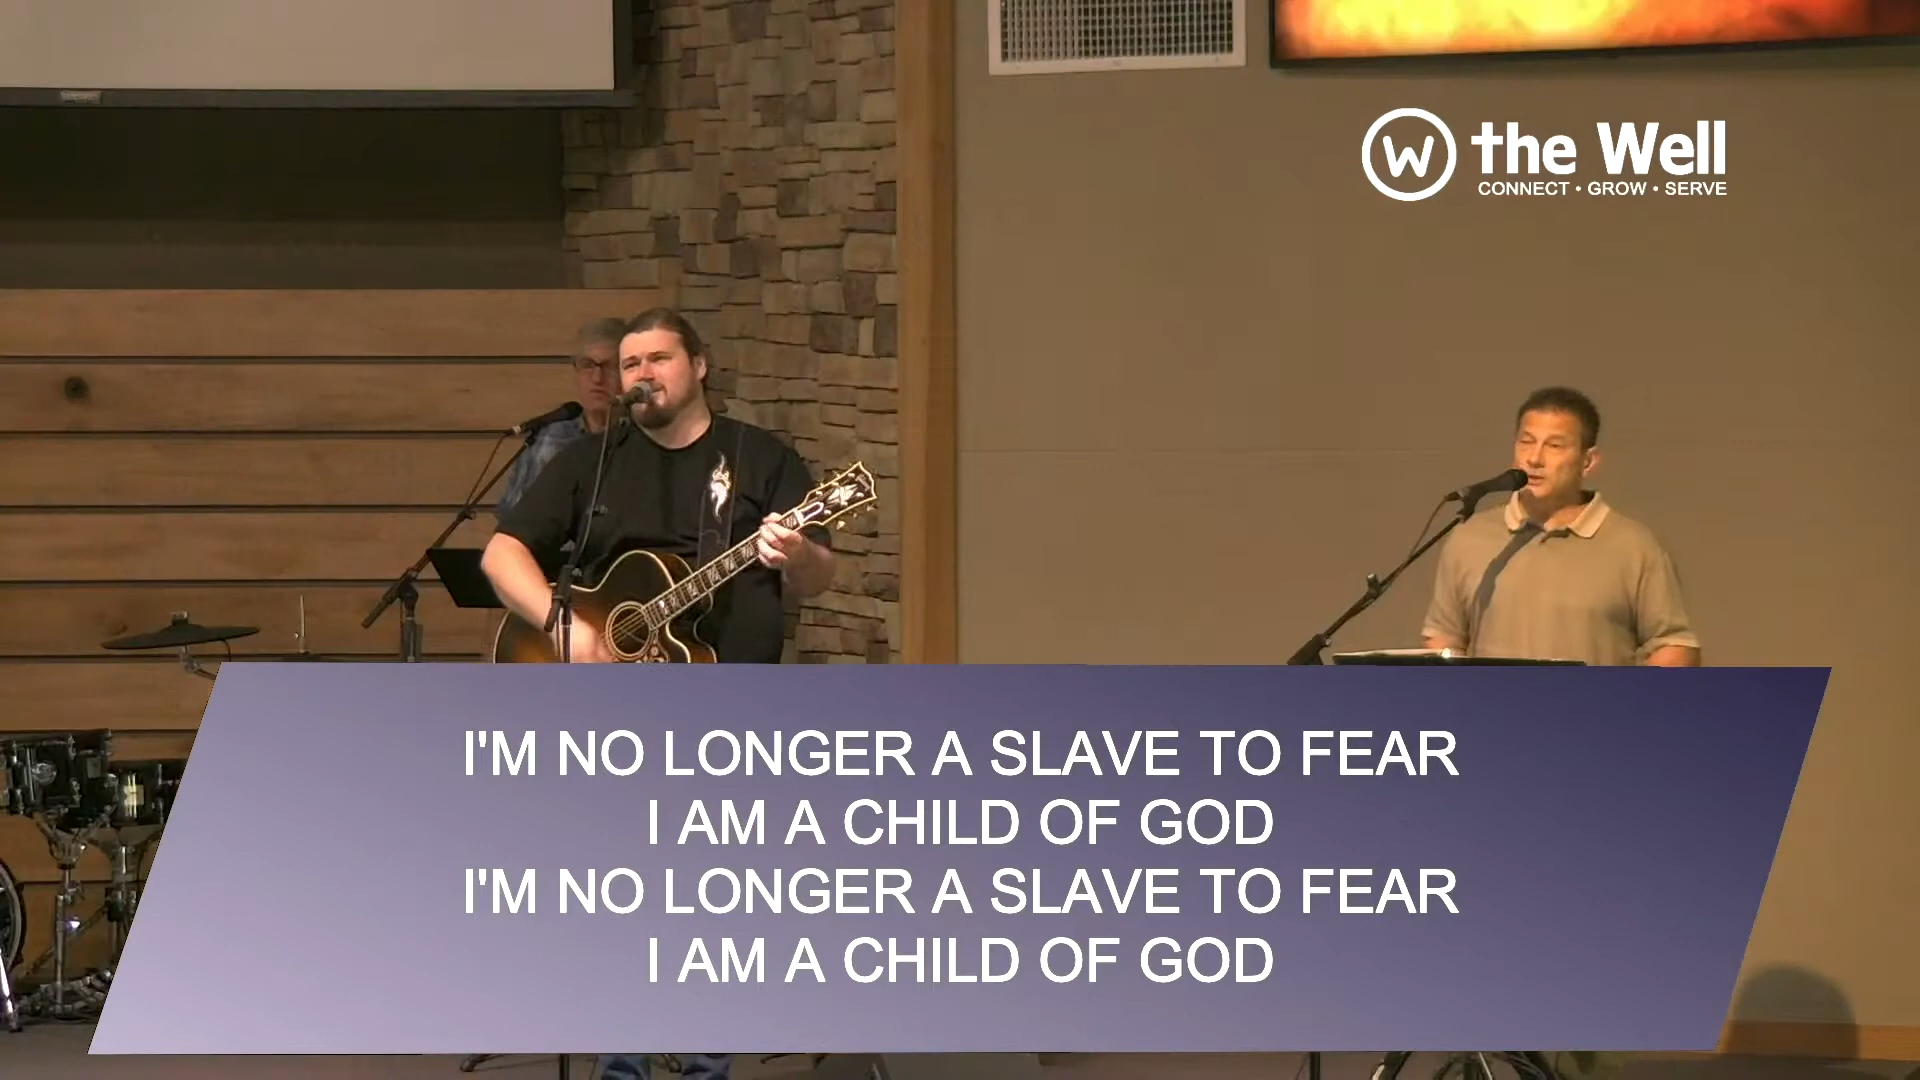 W the Well
CONNECT • GROW • SERVE
I'M NO LONGER A SLAVE TO FEAR
I AM A CHILD OF GOD
I'M NO LONGER A SLAVE TO FEAR
I AM A CHILD OF GOD